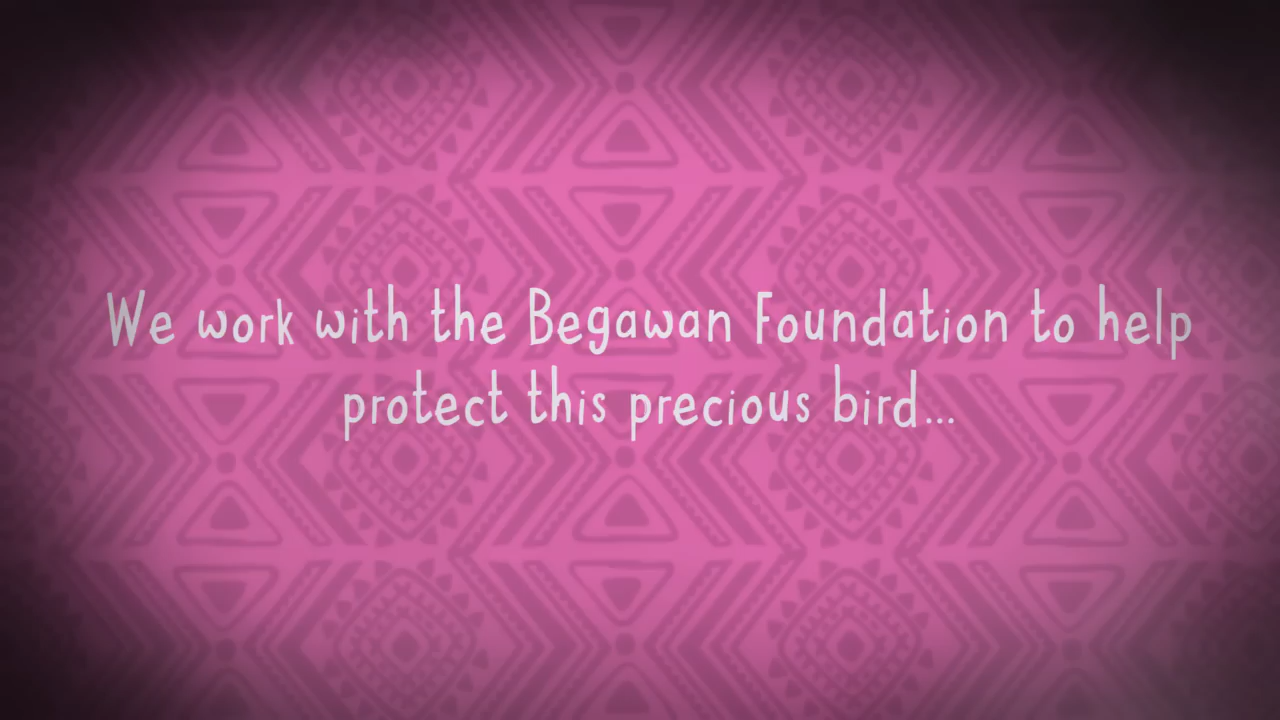 We work with the Begawan Foundation to help
protect this precious bird...